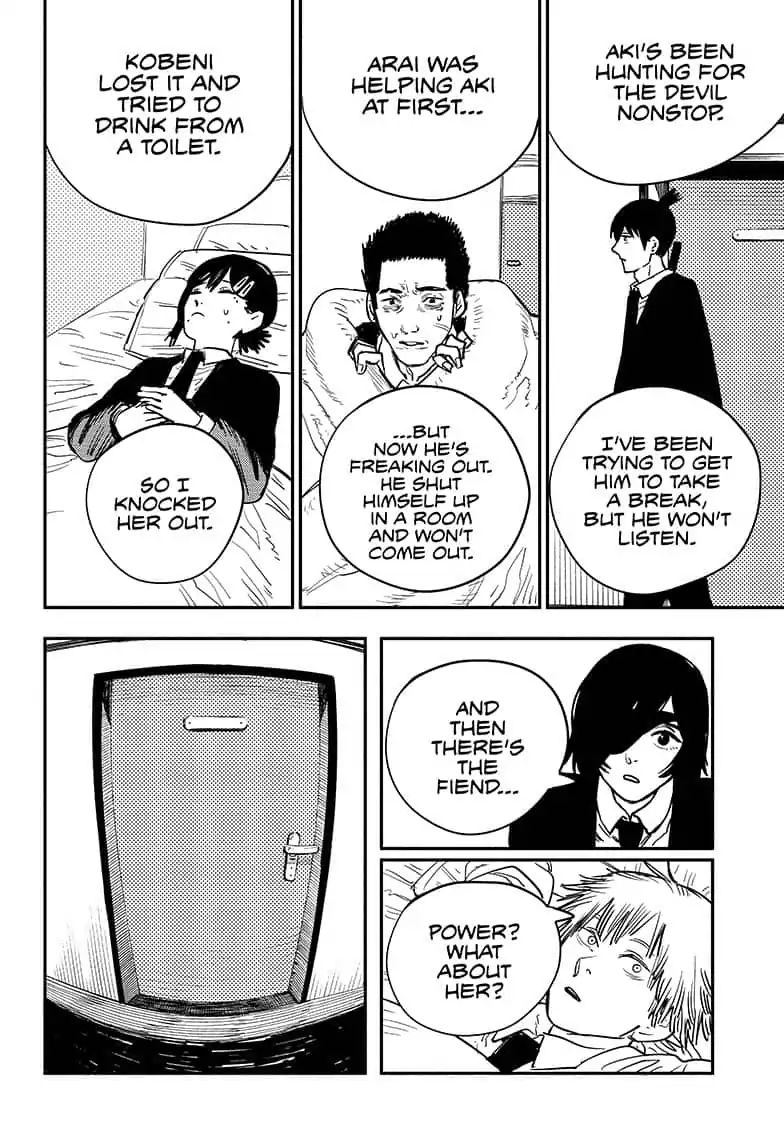 AKI'S BEEN
HUNTING FOR
THE DEVIL
NONSTOP.
I'VE BEEN
TRYING TO GET
HIM TO TAKE
A BREAK,
BUT HE WON'T
LISTEN.
ARAI WAS
HELPING AKI
AT FIRST...
...BUT
NOW HE'S
FREAKING OUT.
HE SHUT
HIMSELF UP
IN A ROOM
AND WON'T
COME OUT.
KOBENI
LOST IT AND
TRIED TO
DRINK FROM
A TOILET.
SO I
KNOCKED
HER OUT.
AND
THEN
THERE'S
THE
FIEND...
POWER?
WHAT
ABOUT
HER?